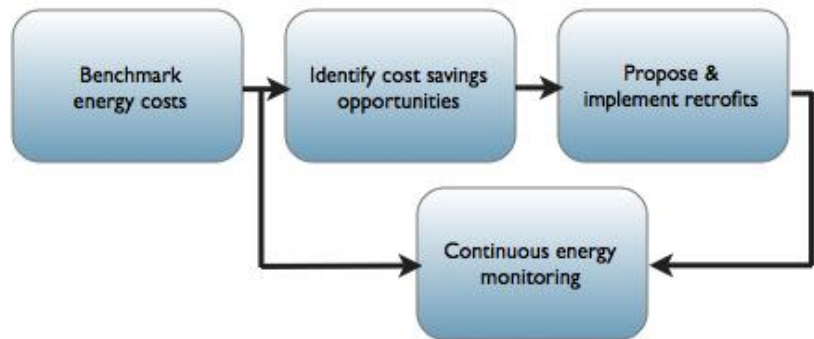 Benchmark
energy costs
Identify cost savings
opportunities
Propose &
implement retrofits
Continuous energy
monitoring